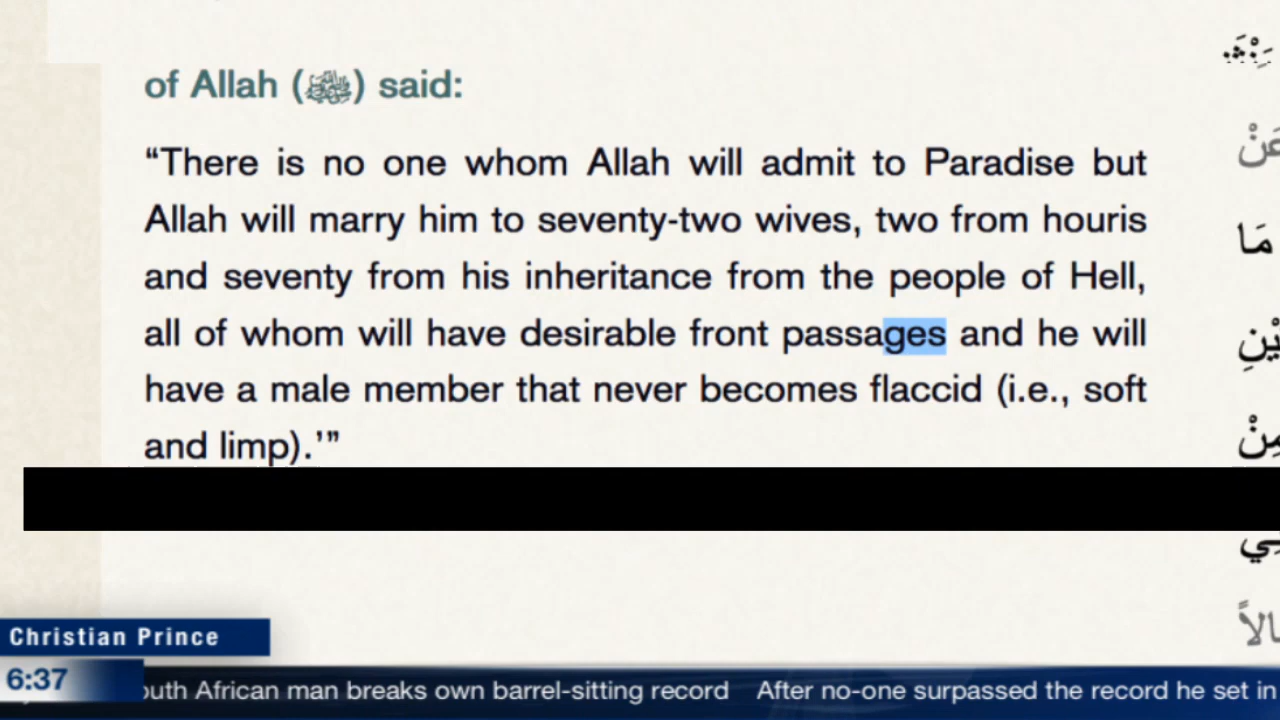 of Allah (ﷺ) said:
“There is no one whom Allah will admit to Paradise but
Allah will marry him to seventy-two wives, two from houris
and seventy from his inheritance from the people of Hell,
all of whom will have desirable front passages and he will
have a male member that never becomes flaccid (i.e., soft
and limp).’”
عَنْ
مَا
مِنْ
Christian Prince
6:37
outh African man breaks own barrel-sitting record After no-one surpassed the record he set in